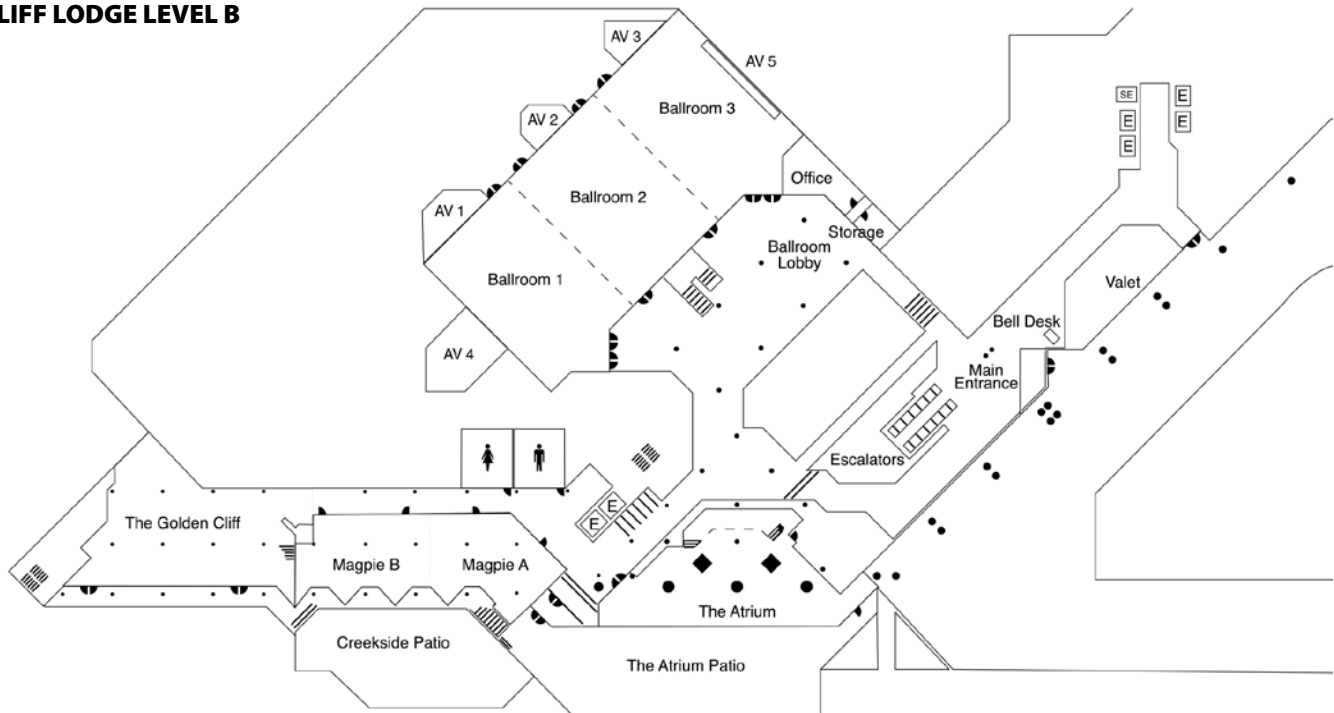 LIFF LODGE LEVEL B
AV 3
AV 5
SE
E
E
E
E
Ballroom 3
AV 2
Office
Ballroom 2
AV 1
Storage
Ballroom
Lobby
Ballroom 1
Valet
Bell Desk
AV 4
Main
Entrance
Escalators
E
E
The Golden Cliff
Magpie B
Magpie A
The Atrium
Creekside Patio
The Atrium Patio